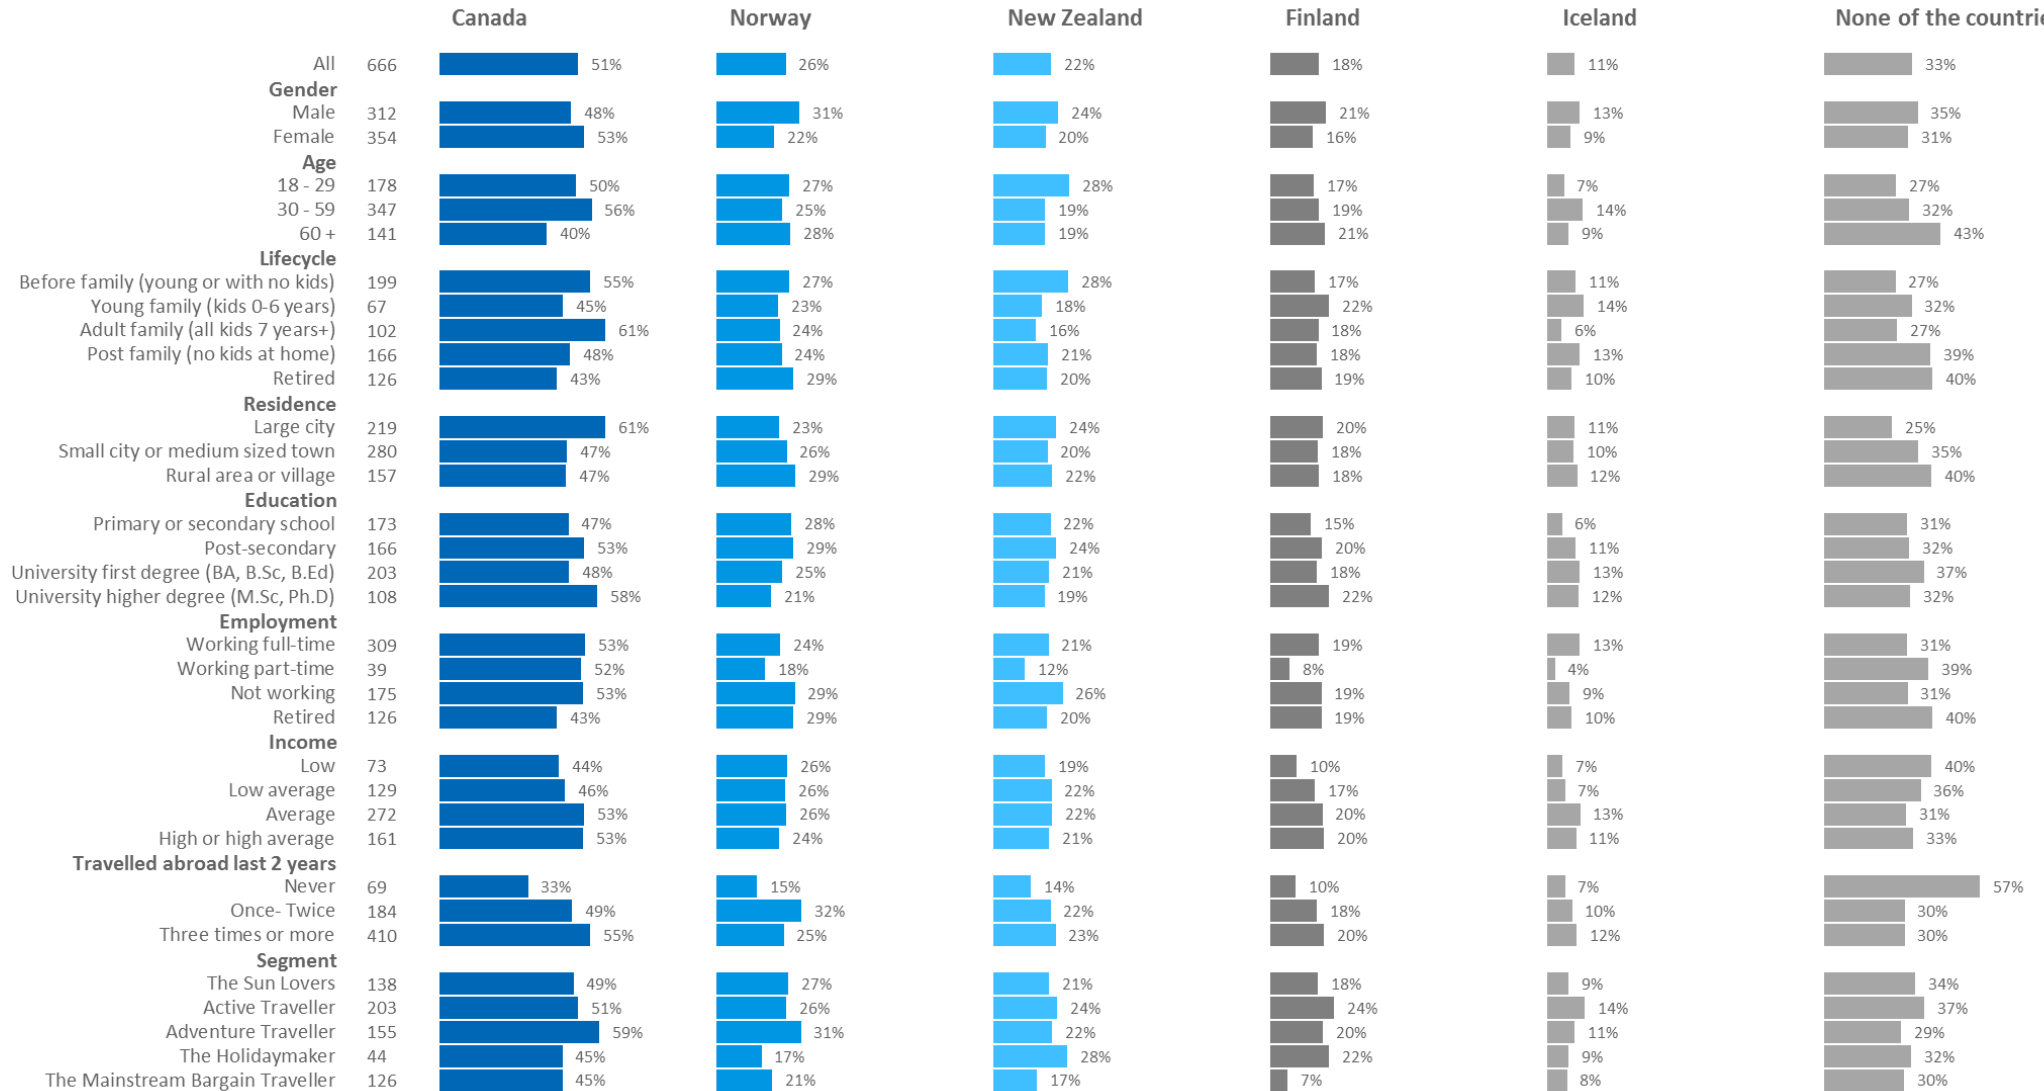 Canada Norway New Zealand Finland Iceland None of the countrie
All 666 51% 26% 22% 18% 11% 33%
Gender
Male 312 48% 31% 24% 21% 13% 35%
Female 354 53% 22% 20% 16% 9% 31%
Age
18 - 29 178 50% 27% 28% 17% 7% 27%
30 - 59 347 56% 25% 19% 19% 14% 32%
60 + 141 40% 28% 19% 21% 9% 43%
Lifecycle
Before family (young or with no kids) 199 55% 27% 28% 17% 11% 27%
Young family (kids 0-6 years) 67 45% 23% 18% 22% 14% 32%
Adult family (all kids 7 years+) 102 61% 24% 16% 18% 6% 27%
Post family (no kids at home) 166 48% 24% 21% 18% 13% 39%
Retired 126 43% 29% 20% 19% 10% 40%
Residence
Large city 219 61% 23% 24% 20% 11% 25%
Small city or medium sized town 280 47% 26% 20% 18% 10% 35%
Rural area or village 157 47% 29% 22% 18% 12% 40%
Education
Primary or secondary school 173 47% 28% 22% 15% 6% 31%
Post-secondary 166 53% 29% 24% 20% 11% 32%
University first degree (BA, B.Sc, B.Ed) 203 48% 25% 21% 18% 13% 37%
University higher degree (M.Sc, Ph.D) 108 58% 21% 19% 22% 12% 32%
Employment
Working full-time 309 53% 24% 21% 19% 13% 31%
Working part-time 39 52% 18% 12% 8% 4% 39%
Not working 175 53% 29% 26% 19% 9% 31%
Retired 126 43% 29% 20% 19% 10% 40%
Income
Low 73 44% 26% 19% 10% 7% 40%
Low average 129 46% 26% 22% 17% 7% 36%
Average 272 53% 26% 22% 20% 13% 31%
High or high average 161 53% 24% 21% 20% 11% 33%
Travelled abroad last 2 years
Never 69 33% 15% 14% 10% 7% 57%
Once- Twice 184 49% 32% 22% 18% 10% 30%
Three times or more 410 55% 25% 23% 20% 12% 30%
Segment
The Sun Lovers 138 49% 27% 21% 18% 9% 34%
Active Traveller 203 51% 26% 24% 24% 14% 37%
Adventure Traveller 155 59% 31% 22% 20% 11% 29%
The Holidaymaker 44 45% 17% 28% 22% 9% 32%
The Mainstream Bargain Traveller 126 45% 21% 17% 7% 8% 30%